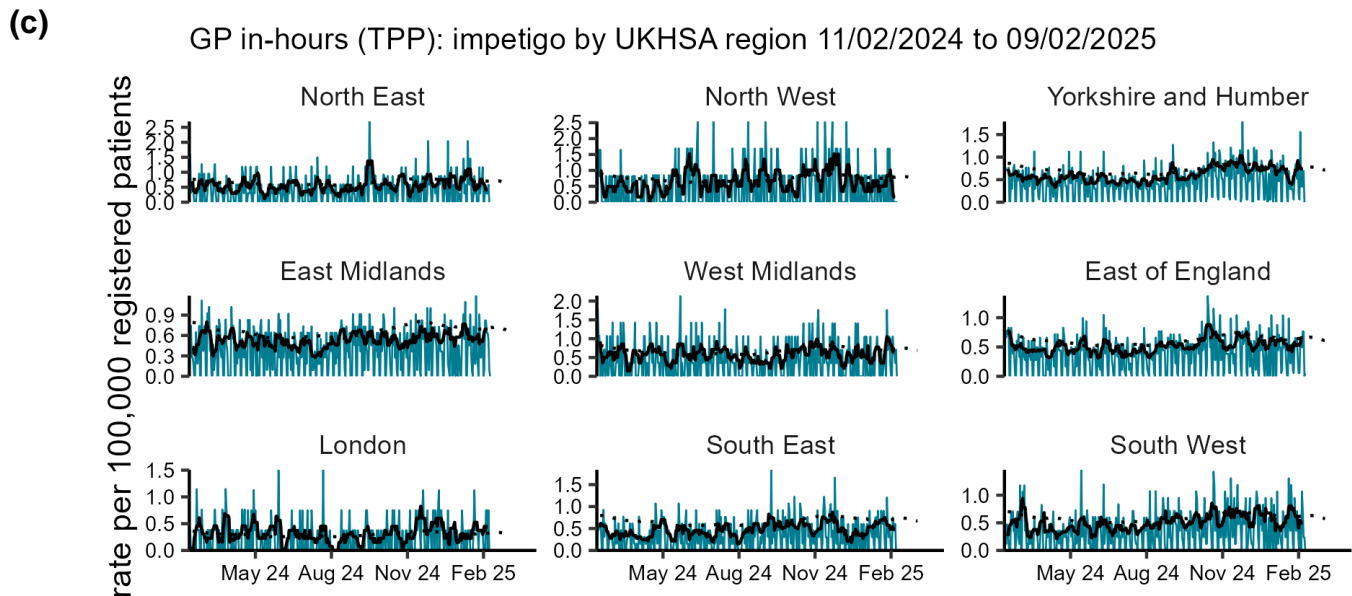 (c)
GP in-hours (TPP): impetigo by UKHSA region 11/02/2024 to 09/02/2025
rate per 100,000 registered patients
North East
2.5
2.0
1.5
1.0
0.5
0.0
North West
2.5
2.0
1.5
1.0
0.5
0.0
Yorkshire and Humber
1.5
1.0
0.5
0.0
East Midlands
0.9
0.6
0.3
0.0
West Midlands
2.0
1.5
1.0
0.5
0.0
East of England
1.0
0.5
0.0
London
1.5
1.0
0.5
0.0
May 24 Aug 24 Nov 24 Feb 25
South East
1.5
1.0
0.5
0.0
May 24 Aug 24 Nov 24 Feb 25
South West
1.0
0.5
0.0
May 24 Aug 24 Nov 24 Feb 25